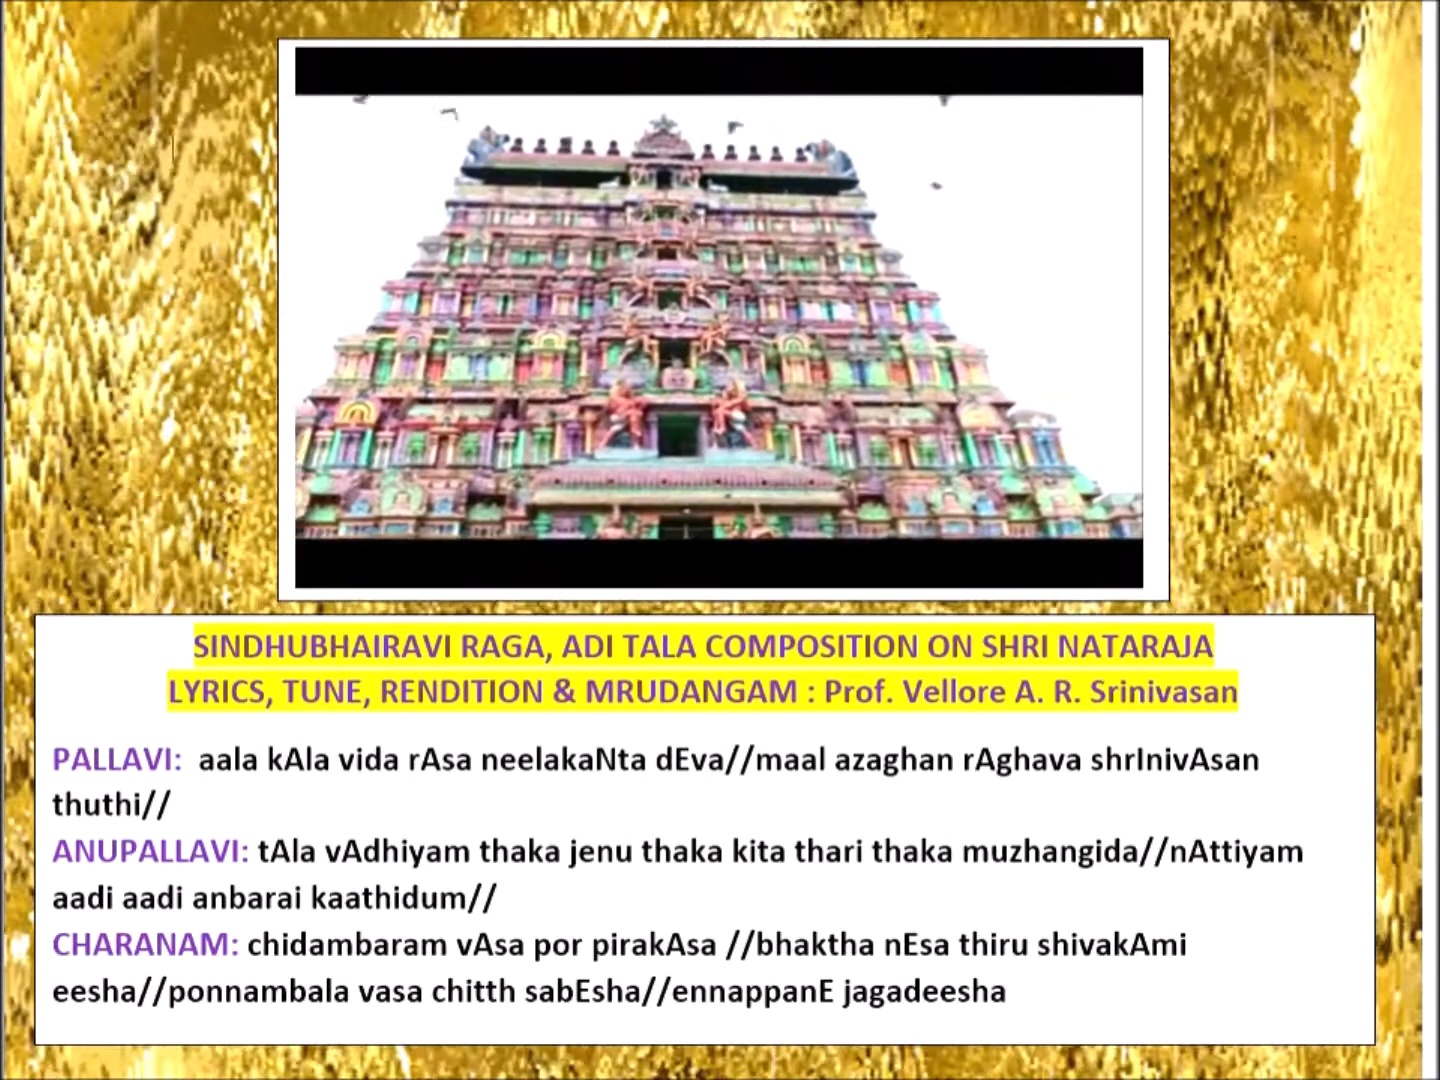 SINDHUBHAIRAVI RAGA, ADI TALA COMPOSITION ON SHRI NATARAJA
LYRICS, TUNE, RENDITION & MRUDANGAM : Prof. Vellore A. R. Srinivasan
PALLAVI: aala kAla vida rAsa neelakaNta dEva//maal azaghan rAghava shrInivAsan
thuthi//
ANUPALLAVI: tAla vAdhiyam thaka jenu thaka kita thari thaka muzhangida//nAttiyam
aadi aadi anbarai kaathidum//
CHARANAM: chidambaram vAsa por pirakAsa //bhaktha nEsa thiru shivakAmi
eesha//ponnambala vasa chitth sabEsha//ennappanE jagadeesha